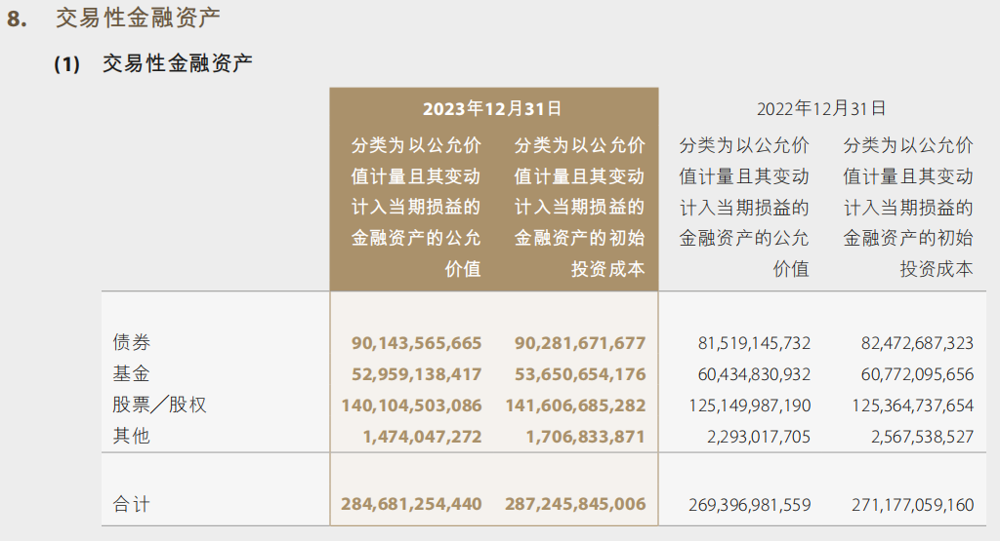 8. 交易性金融资产
(1) 交易性金融资产
2023年12月31日 2022年12月31日
分类为以公允价 分类为以公允价 分类为以公允价 分类为以公允价
值计量且其变动 值计量且其变动 值计量且其变动 值计量且其变动
计入当期损益的 计入当期损益的 计入当期损益的 计入当期损益的
金融资产的公允 金融资产的初始 金融资产的公允 金融资产的初始
价值 投资成本 价值 投资成本
债券 90,143,565,665 90,281,671,677 81,519,145,732 82,472,687,323
基金 52,959,138,417 53,650,654,176 60,434,830,932 60,772,095,656
股票╱股权 140,104,503,086 141,606,685,282 125,149,987,190 125,364,737,654
其他 1,474,047,272 1,706,833,871 2,293,017,705 2,567,538,527
合计 284,681,254,440 287,245,845,006 269,396,981,559 271,177,059,160